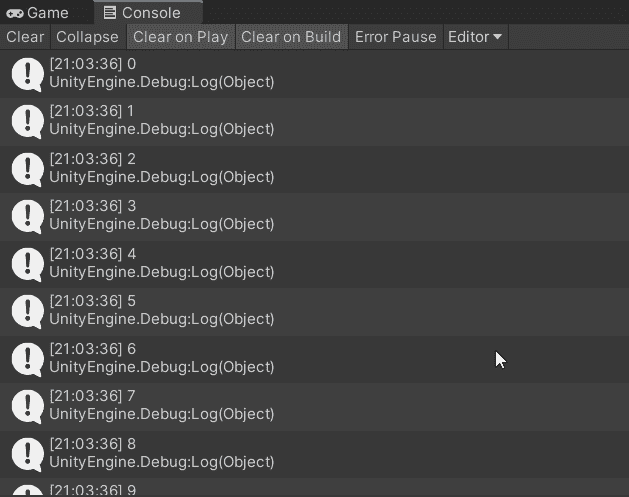 Game Console
Clear Collapse Clear on Play Clear on Build Error Pause Editor
[21:03:36] 0
UnityEngine.Debug:Log(Object)
[21:03:36] 1
UnityEngine.Debug:Log(Object)
[21:03:36] 2
UnityEngine.Debug:Log(Object)
[21:03:36] 3
UnityEngine.Debug:Log(Object)
[21:03:36] 4
UnityEngine.Debug:Log(Object)
[21:03:36] 5
UnityEngine.Debug:Log(Object)
[21:03:36] 6
UnityEngine.Debug:Log(Object)
[21:03:36] 7
UnityEngine.Debug:Log(Object)
[21:03:36] 8
UnityEngine.Debug:Log(Object)
[21:03:36] 9